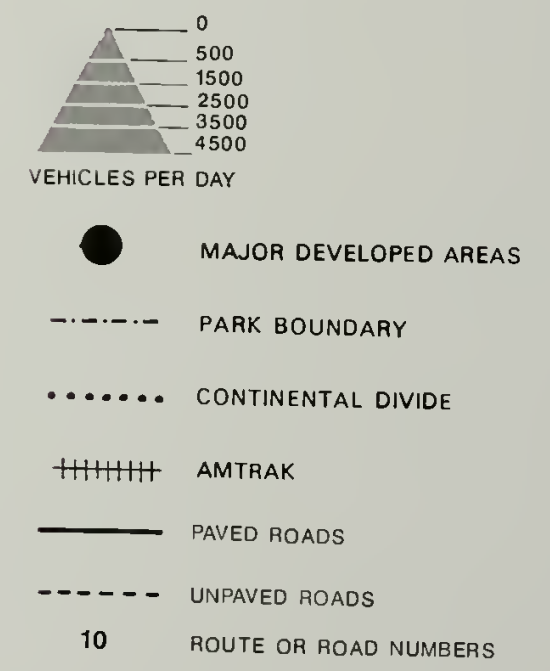 0
500
1500
2500
3500
4500
VEHICLES PER DAY
MAJOR DEVELOPED AREAS
PARK BOUNDARY
CONTINENTAL DIVIDE
AMTRAK
PAVED ROADS
UNPAVED ROADS
10 ROUTE OR ROAD NUMBERS